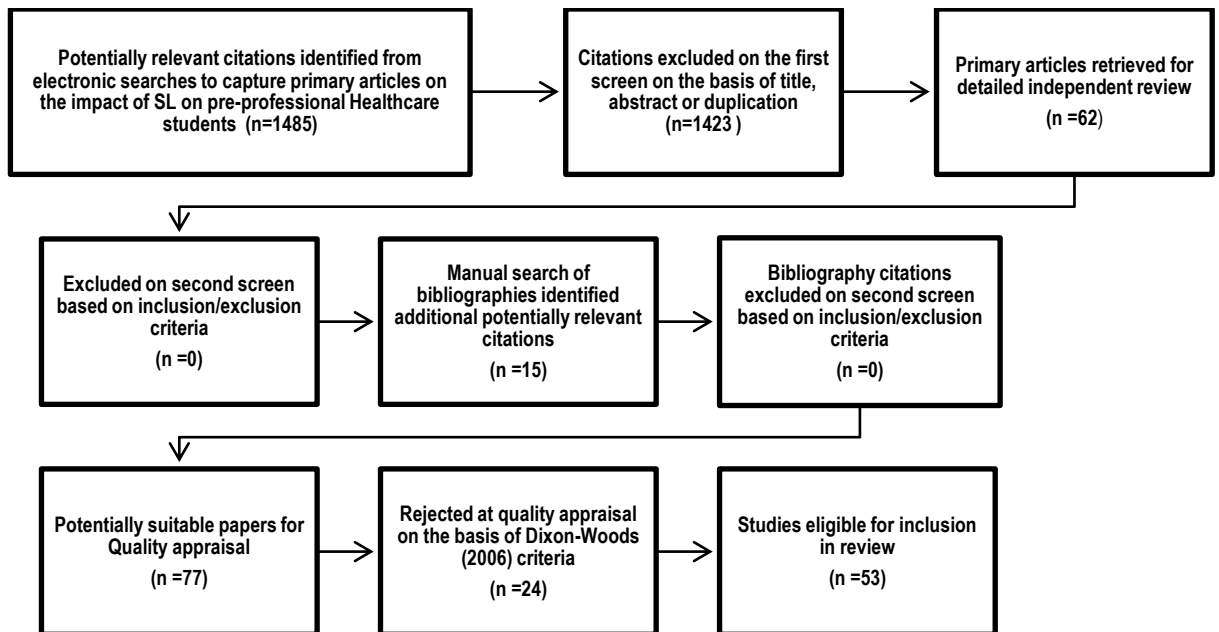 Potentially relevant citations identified from
electronic searches to capture primary articles on
the impact of SL on pre-professional Healthcare
students (n=1485)
Citations excluded on the first
screen on the basis of title,
abstract or duplication
(n=1423 )
Primary articles retrieved for
detailed independent review
(n =62)
Excluded on second screen
based on inclusion/exclusion
criteria
(n =0)
Manual search of
bibliographies identified
additional potentially relevant
citations
(n =15)
Bibliography citations
excluded on second screen
based on inclusion/exclusion
criteria
(n =0)
Potentially suitable papers for
Quality appraisal
(n =77)
Rejected at quality appraisal
on the basis of Dixon-Woods
(2006) criteria
(n =24)
Studies eligible for inclusion
in review
(n =53)